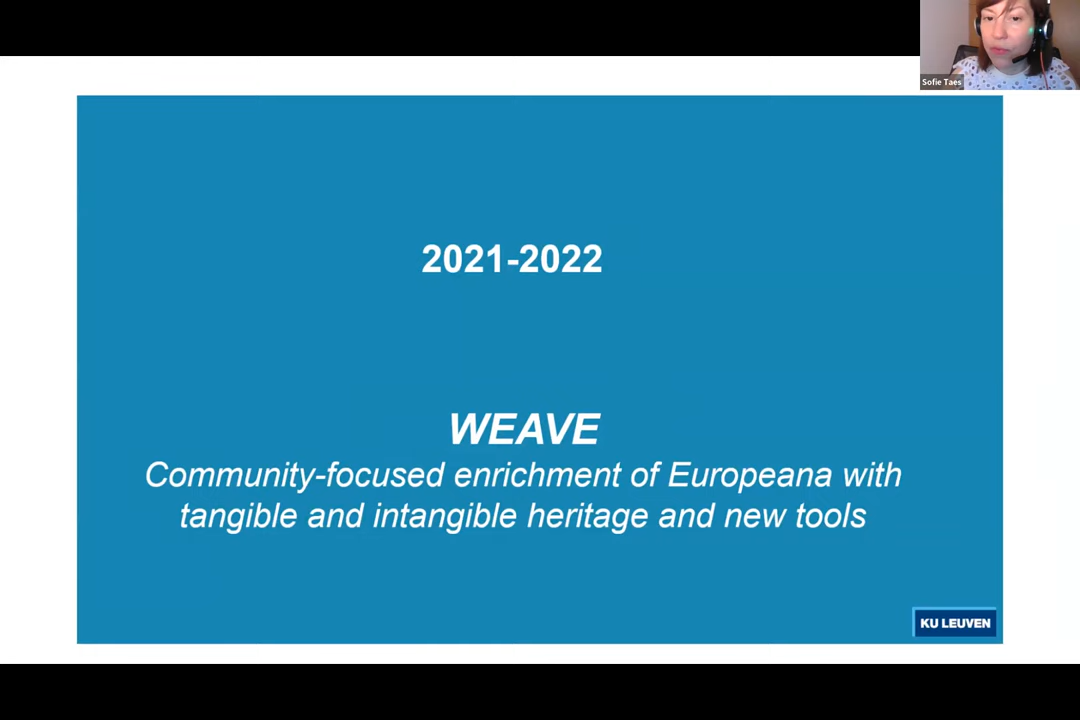 Sofie Taes
2021-2022
WEAVE
Community-focused enrichment of Europeana with
tangible and intangible heritage and new tools
KU LEUVEN